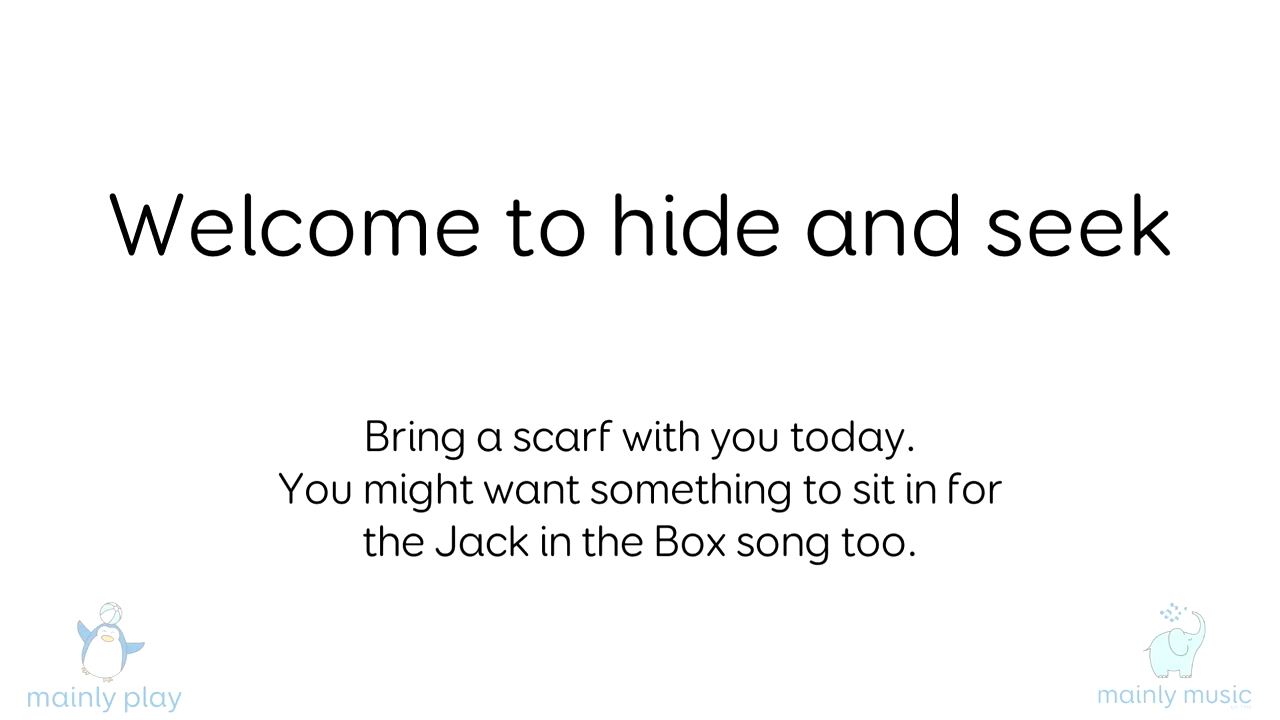 Welcome to hide and seek
Bring a scarf with you today.
You might want something to sit in for
the Jack in the Box song too.
mainly play
mainly music